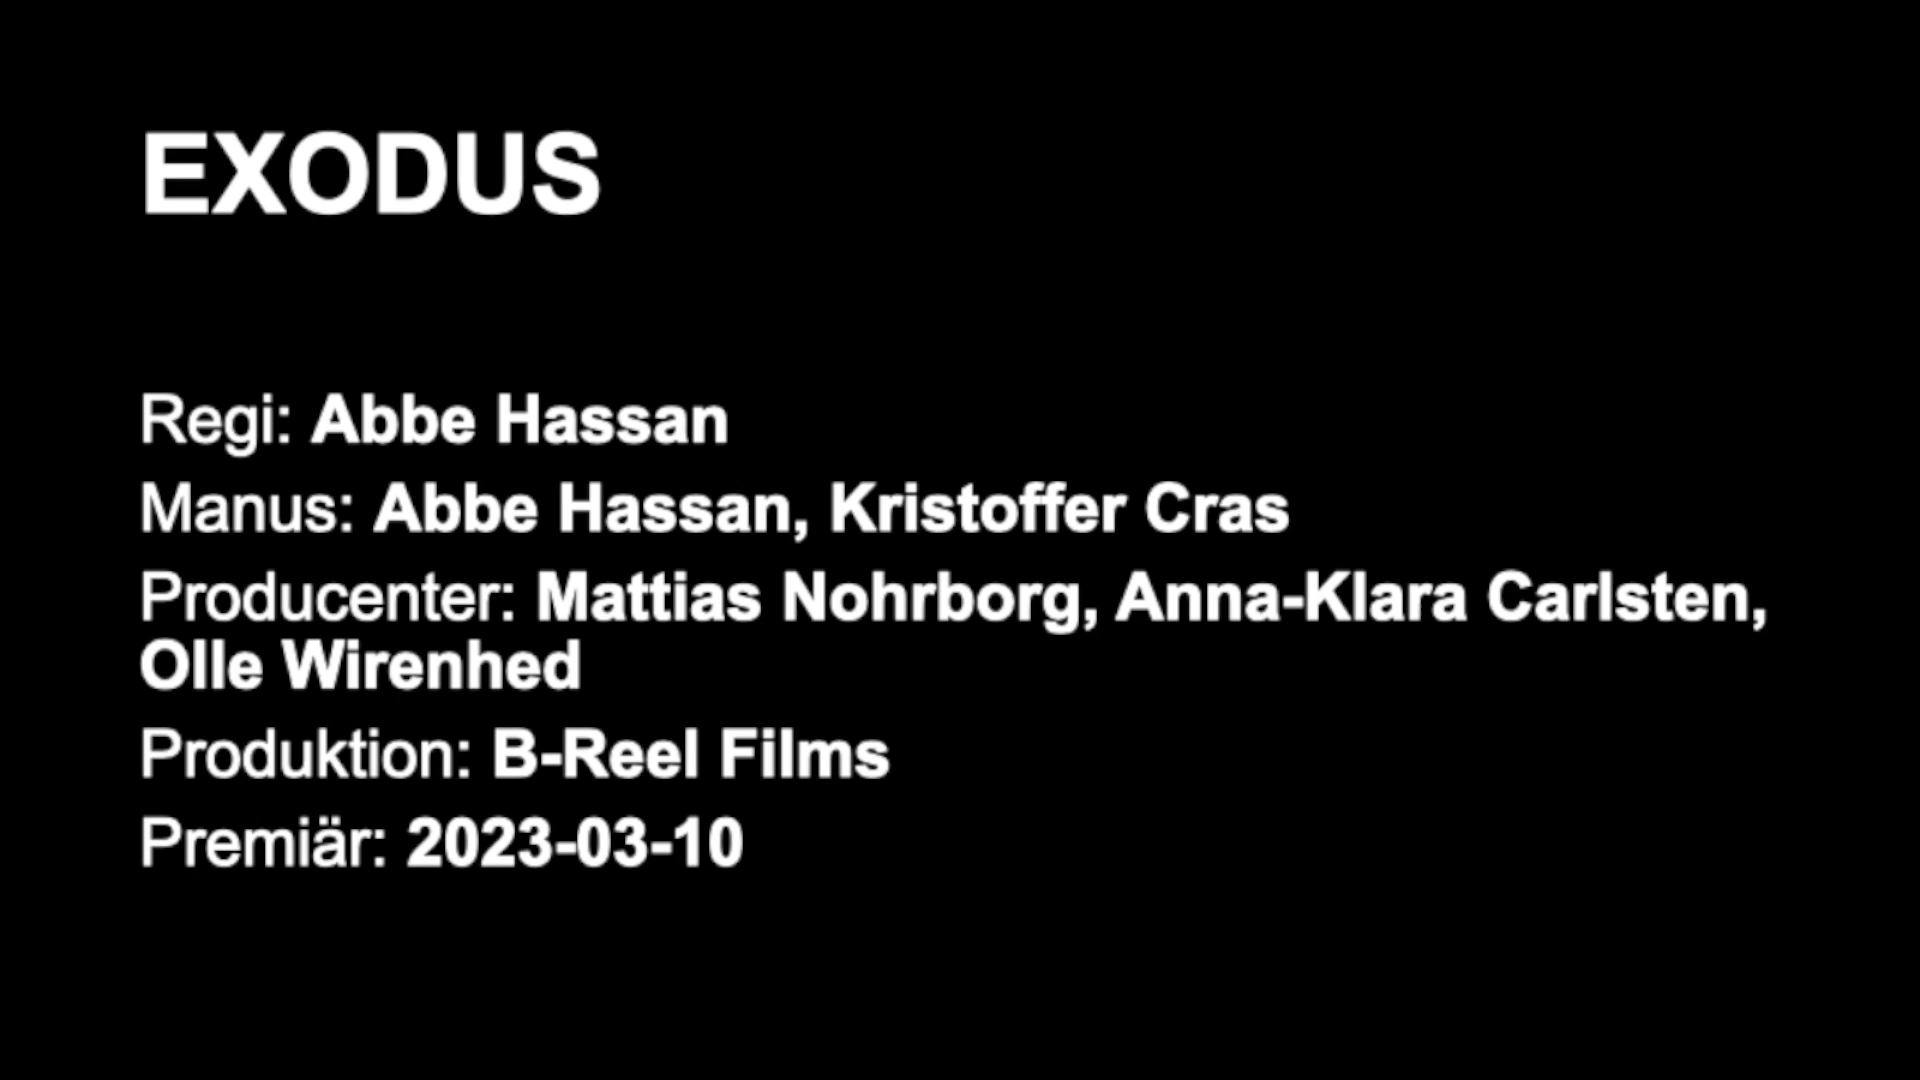 EXODUS
Regi: Abbe Hassan
Manus: Abbe Hassan, Kristoffer Cras
Producenter: Mattias Nohrborg, Anna-Klara Carlsten,
Olle Wirenhed
Produktion: B-Reel Films
Premiär: 2023-03-10